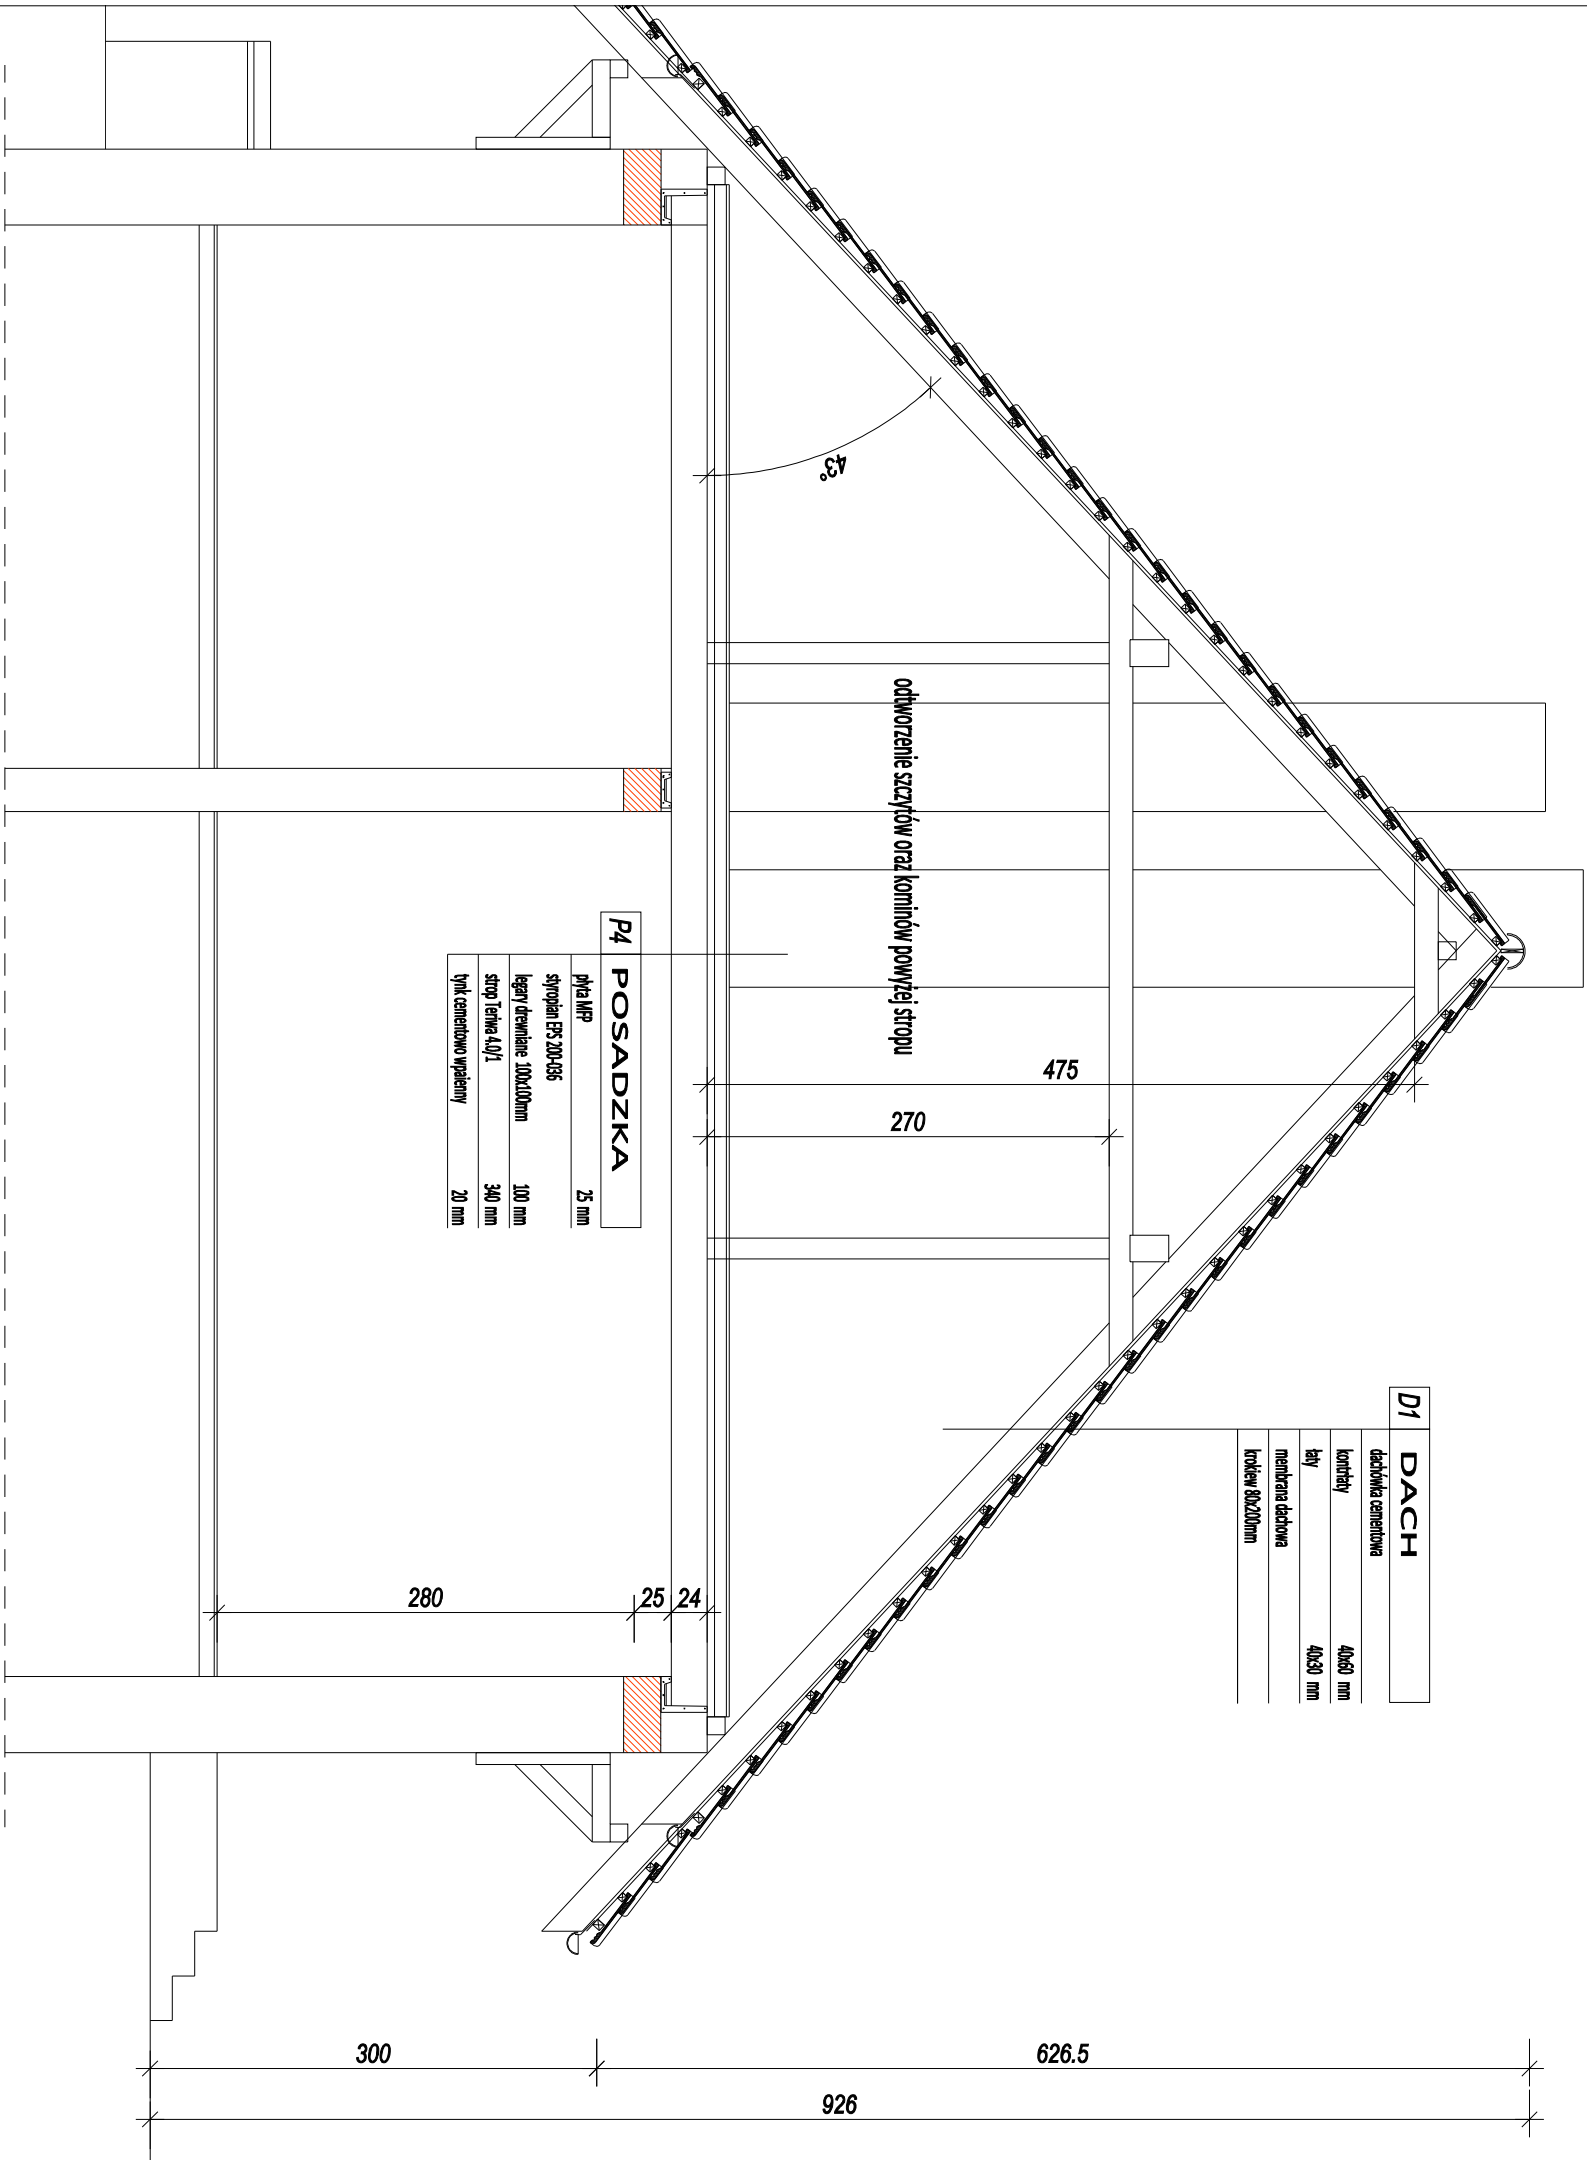 D1 DACH
dachówka cementowa
kontrłaty 40x60 mm
łaty 40x30 mm
membrana dachowa
krokiew 80x200mm
43°
odtworzenie szczytów oraz kominów powyżej stropu
475
270
P4 POSADZKA
płyta MFP 25 mm
styropian EPS 200-036
legary drewniane 100x100mm 100 mm
strop Teriwa 4.0/1 340 mm
tynk cementowo wpaienny 20 mm
24
25
280
626.5
300
926